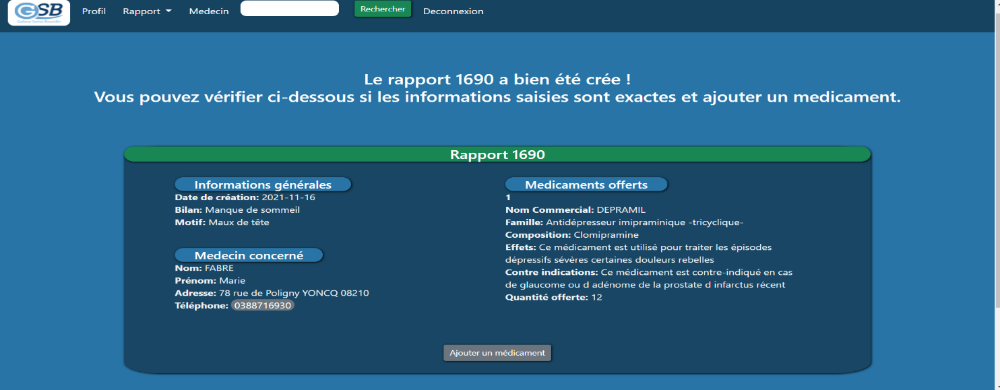 GSB
Galaxy Swiss Bourdin
Profil
Rapport
Medecin
Rechercher
Deconnexion
Le rapport 1690 a bien été crée !
Vous pouvez vérifier ci-dessous si les informations saisies sont exactes et ajouter un medicament.
Rapport 1690
Informations générales
Date de création: 2021-11-16
Bilan: Manque de sommeil
Motif: Maux de tête
Medecin concerné
Nom: FABRE
Prénom: Marie
Adresse: 78 rue de Poligny YONCQ 08210
Téléphone: 0388716930
Medicaments offerts
1
Nom Commercial: DEPRAMIL
Famille: Antidépresseur imipraminique -tricyclique-
Composition: Clomipramine
Effets: Ce médicament est utilisé pour traiter les épisodes
dépressifs sévères certaines douleurs rebelles
Contre indications: Ce médicament est contre-indiqué en cas
de glaucome ou d adénome de la prostate d infarctus récent
Quantité offerte: 12
Ajouter un médicament